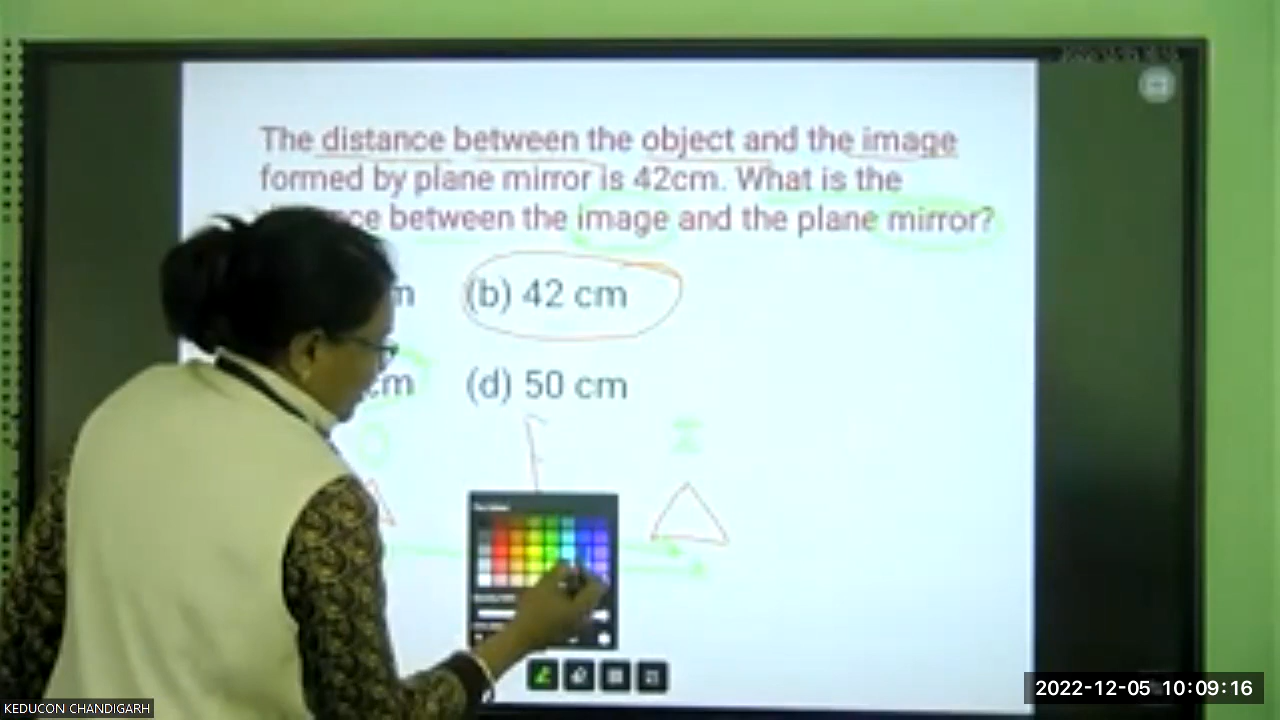 The distance between the object and the image
formed by plane mirror is 42cm. What is the
between the image and the plane mirror?
(b) 42 cm
cm (d) 50 cm
O I
2022-12-05 10:09:16
KEDUCON CHANDIGARH